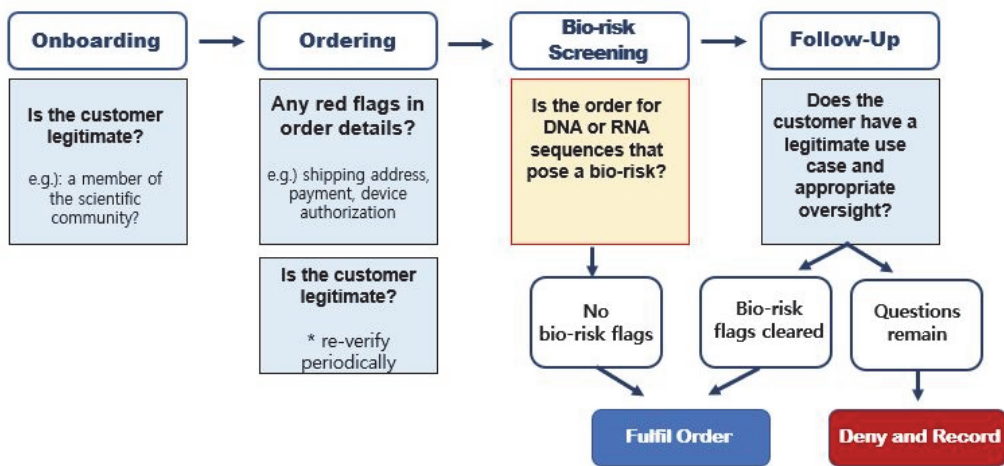 Onboarding
Ordering
Bio-risk
Screening
Follow-Up
Is the customer
legitimate?
e.g.): a member of
the scientific
community?
Any red flags in
order details?
e.g.) shipping address,
payment, device
authorization
Is the customer
legitimate?
* re-verify
periodically
Is the order for
DNA or RNA
sequences that
pose a bio-risk?
Does the
customer have a
legitimate use
case and
appropriate
oversight?
No
bio-risk flags
Bio-risk
flags cleared
Questions
remain
Fulfil Order
Deny and Record